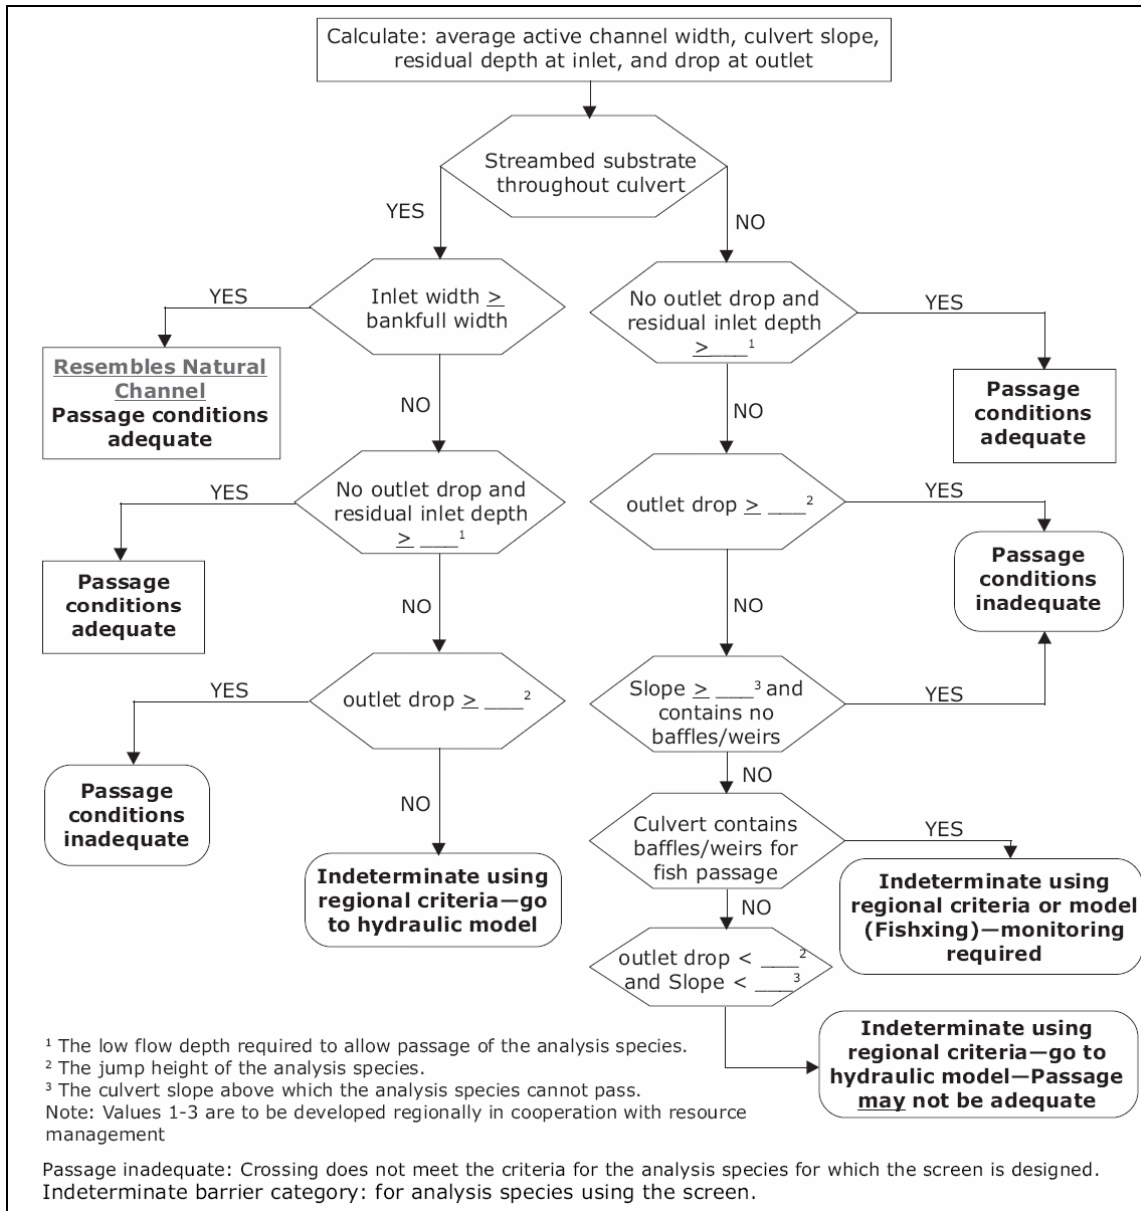 Calculate: average active channel width, culvert slope,
residual depth at inlet, and drop at outlet
Streambed substrate
throughout culvert
YES
NO
YES
Inlet width ≥
bankfull width
No outlet drop and
residual inlet depth
≥___¹
YES
Resembles Natural
Channel
Passage conditions
adequate
NO
NO
Passage
conditions
adequate
YES
No outlet drop and
residual inlet depth
≥ ___¹
outlet drop ≥ ___²
YES
Passage
conditions
adequate
NO
NO
Passage
conditions
inadequate
YES
outlet drop ≥ ___²
Slope ≥ ___³ and
contains no
baffles/weirs
YES
Passage
conditions
inadequate
NO
NO
Culvert contains
baffles/weirs for
fish passage
YES
Indeterminate using
regional criteria—go
to hydraulic model
Indeterminate using
regional criteria or model
(Fishxing)—monitoring
required
NO
outlet drop < ___²
and Slope < ___³
Indeterminate using
regional criteria—go to
hydraulic model—Passage
may not be adequate
¹ The low flow depth required to allow passage of the analysis species.
² The jump height of the analysis species.
³ The culvert slope above which the analysis species cannot pass.
Note: Values 1-3 are to be developed regionally in cooperation with resource
management
Passage inadequate: Crossing does not meet the criteria for the analysis species for which the screen is designed.
Indeterminate barrier category: for analysis species using the screen.